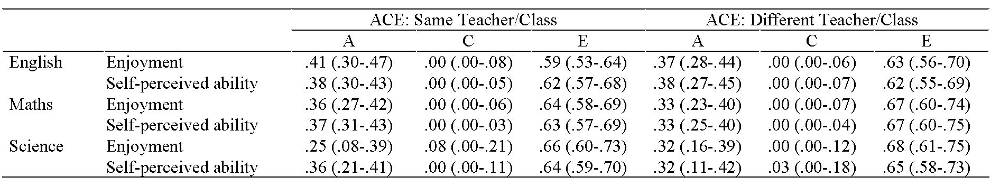 ACE: Same Teacher/Class ACE: Different Teacher/Class
A C E A C E
English Enjoyment .41 (.30-.47) .00 (.00-.08) .59 (.53-.64) .37 (.28-.44) .00 (.00-.06) .63 (.56-.70)
Self-perceived ability .38 (.30-.43) .00 (.00-.05) .62 (.57-.68) .38 (.27-.45) .00 (.00-.07) .62 (.55-.69)
Maths Enjoyment .36 (.27-.42) .00 (.00-.06) .64 (.58-.69) .33 (.23-.40) .00 (.00-.07) .67 (.60-.74)
Self-perceived ability .37 (.31-.43) .00 (.00-.03) .63 (.57-.69) .33 (.25-.40) .00 (.00-.04) .67 (.60-.75)
Science Enjoyment .25 (.08-.39) .08 (.00-.21) .66 (.60-.73) .32 (.16-.39) .00 (.00-.12) .68 (.61-.75)
Self-perceived ability .36 (.21-.41) .00 (.00-.11) .64 (.59-.70) .32 (.11-.42) .03 (.00-.18) .65 (.58-.73)